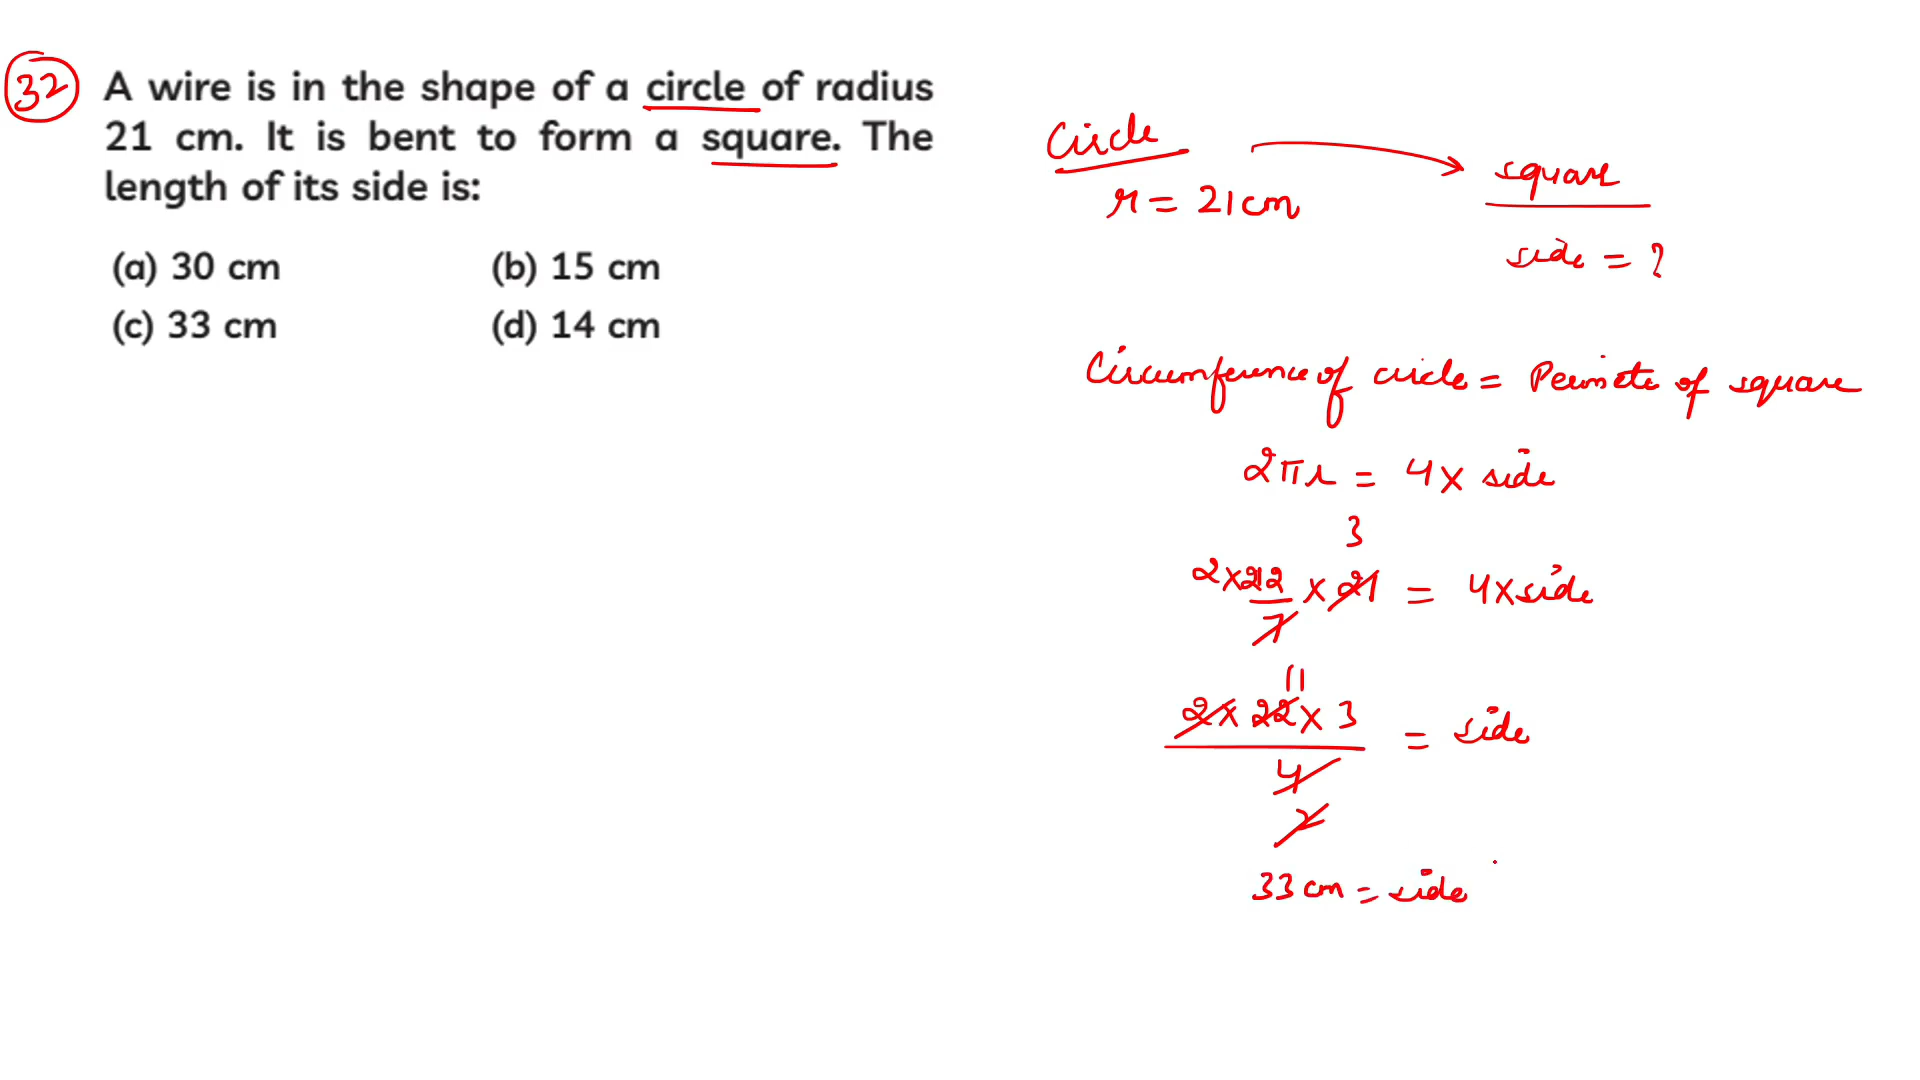 32
A wire is in the shape of a circle of radius
21 cm. It is bent to form a square. The
length of its side is:
(a) 30 cm (b) 15 cm
(c) 33 cm (d) 14 cm
Circle
r = 21cm
square
side = ?
Circumference of circle = Perimete of square
2πr = 4 x side
3
2 x 22/7 x 21 = 4 x side
11
2 x 22 x 3 / 4 = side
2
33 cm = side